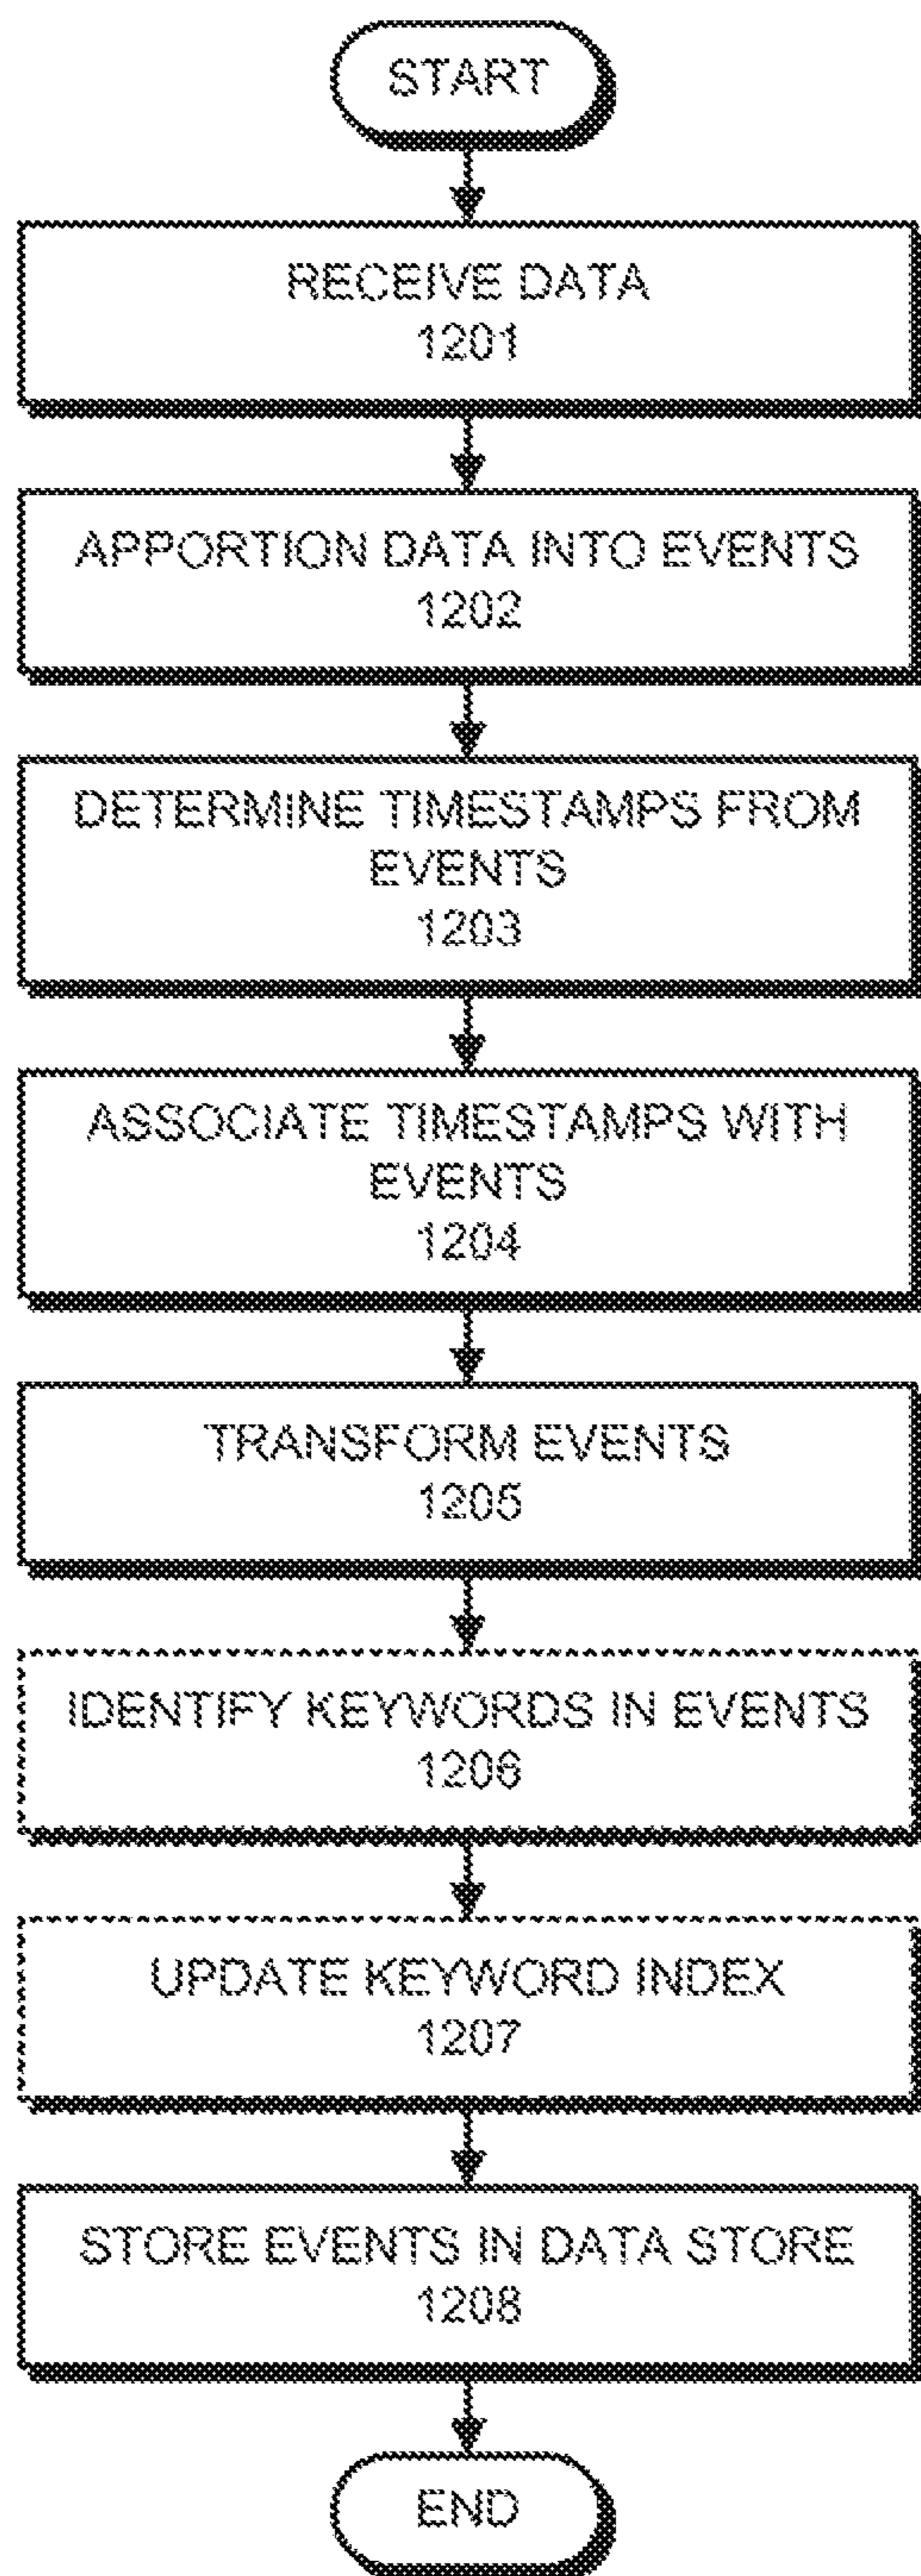 START
RECEIVE DATA
1201
APPORTION DATA INTO EVENTS
1202
DETERMINE TIMESTAMPS FROM
EVENTS
1203
ASSOCIATE TIMESTAMPS WITH
EVENTS
1204
TRANSFORM EVENTS
1205
IDENTIFY KEYWORDS IN EVENTS
1206
UPDATE KEYWORD INDEX
1207
STORE EVENTS IN DATA STORE
1208
END